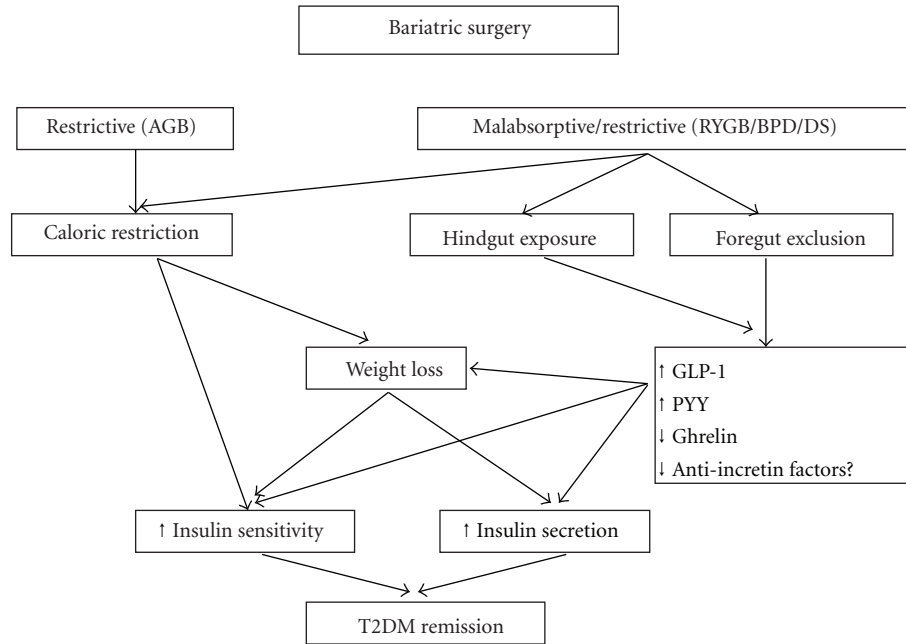 Bariatric surgery
Restrictive (AGB)
Malabsorptive/restrictive (RYGB/BPD/DS)
Caloric restriction
Hindgut exposure
Foregut exclusion
Weight loss
↑ GLP-1
↑ PYY
↓ Ghrelin
↓ Anti-incretin factors?
↑ Insulin sensitivity
↑ Insulin secretion
T2DM remission